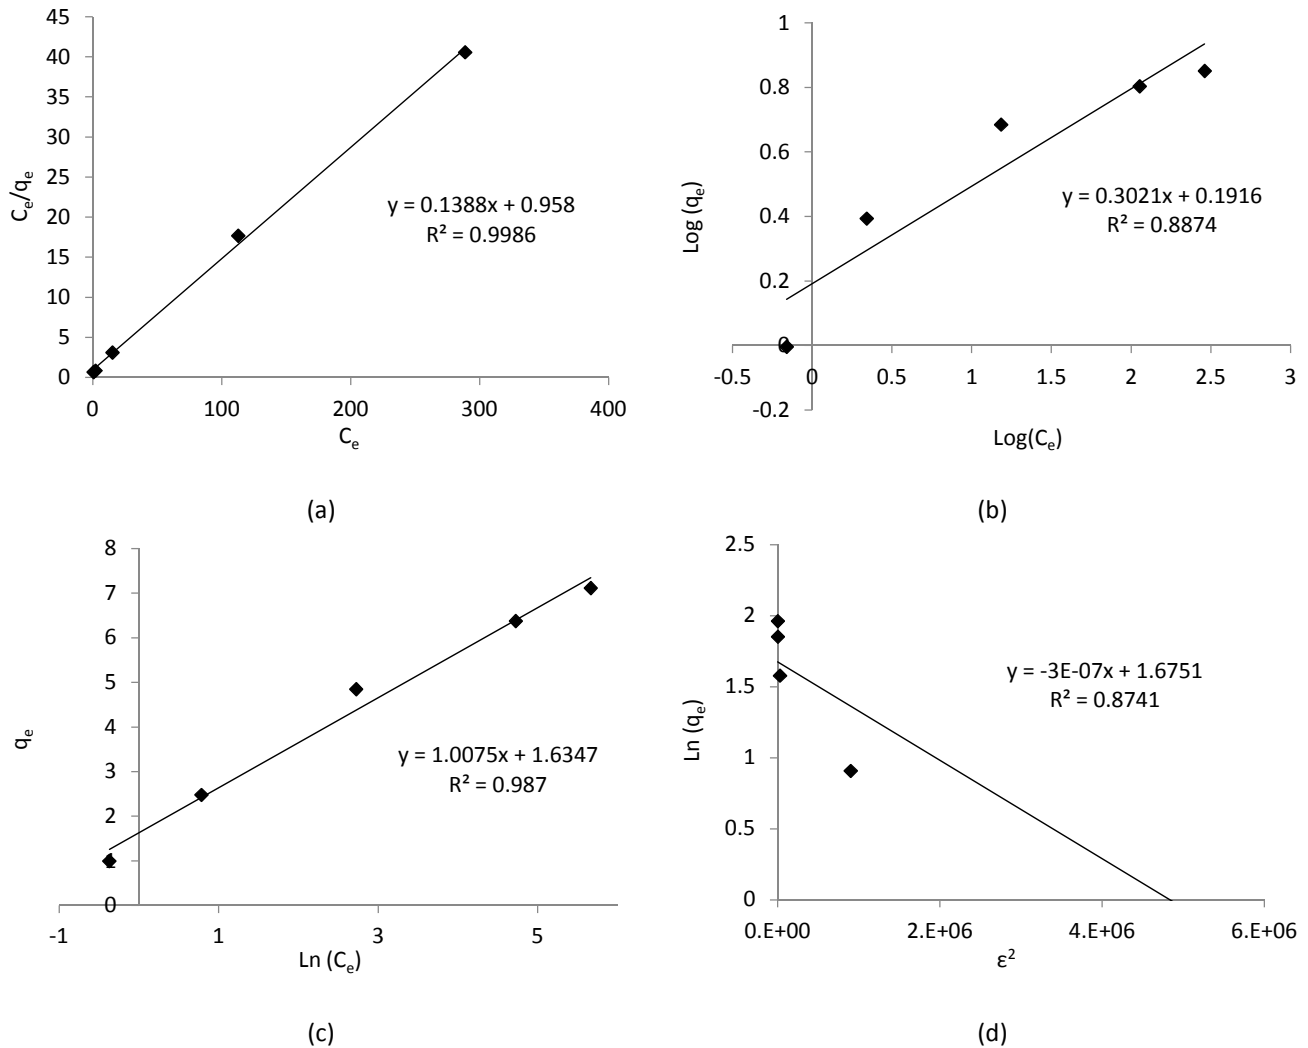 45
40
35
30
25
20
15
10
5
0
Cₑ/qₑ
y = 0.1388x + 0.958
R² = 0.9986
0 100 200 300 400
Cₑ
(a)
1
0.8
0.6
0.4
0.2
0
-0.2
Log (qₑ)
y = 0.3021x + 0.1916
R² = 0.8874
-0.5 0 0.5 1 1.5 2 2.5 3
Log(Cₑ)
(b)
8
7
6
5
4
3
2
1
0
qₑ
y = 1.0075x + 1.6347
R² = 0.987
-1 1 3 5
Ln (Cₑ)
(c)
2.5
2
1.5
1
0.5
0
Ln (qₑ)
y = -3E-07x + 1.6751
R² = 0.8741
0.E+00 2.E+06 4.E+06 6.E+06
ε²
(d)